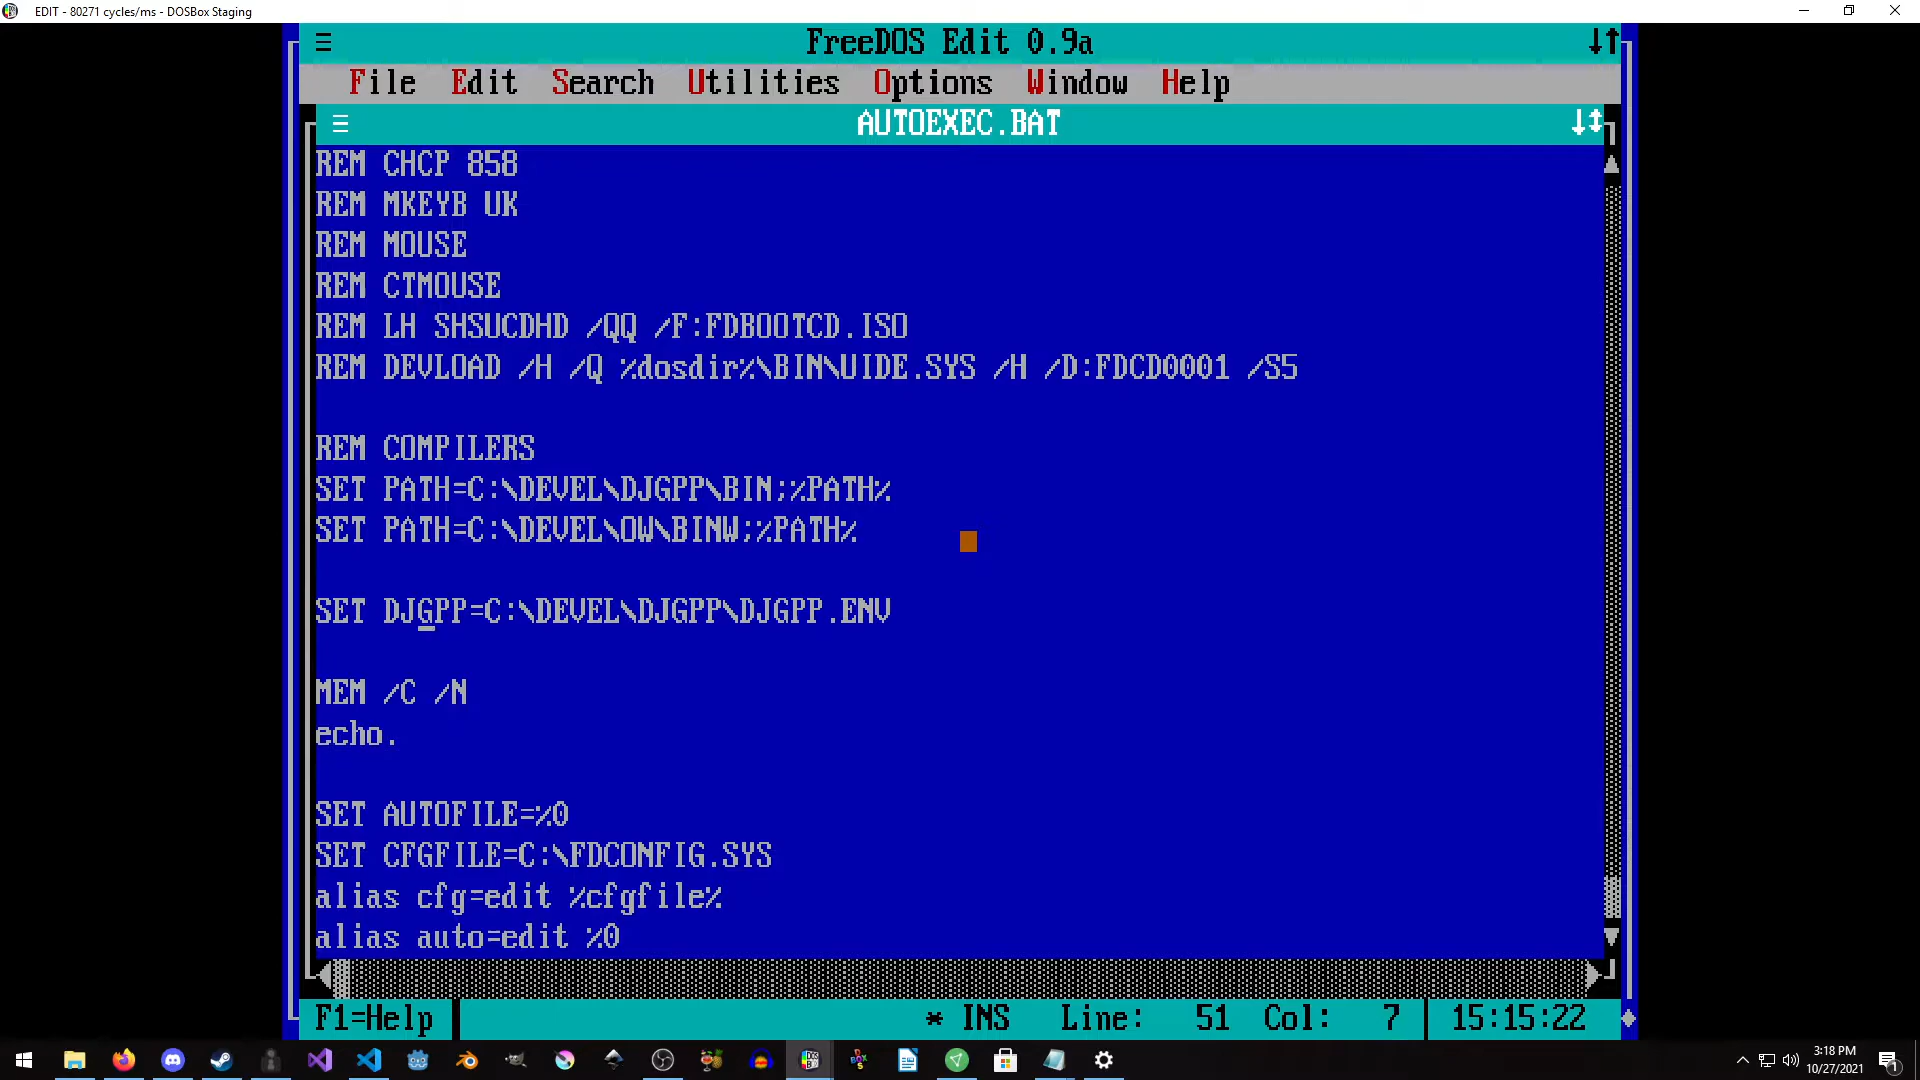 EDIT - 80271 cycles/ms - DOSBox Staging
FreeDOS Edit 0.9a
File Edit Search Utilities Options Window Help
AUTOEXEC.BAT
REM CHCP 858
REM MKEYB UK
REM MOUSE
REM CTMOUSE
REM LH SHSUCDHD /QQ /F:FDBOOTCD.ISO
REM DEVLOAD /H /Q %dosdir%\BIN\UIDE.SYS /H /D:FDCD0001 /S5
REM COMPILERS
SET PATH=C:\DEVEL\DJGPP\BIN;%PATH%
SET PATH=C:\DEVEL\OW\BINW;%PATH%
SET DJGPP=C:\DEVEL\DJGPP\DJGPP.ENV
MEM /C /N
echo.
SET AUTOFILE=%0
SET CFGFILE=C:\FDCONFIG.SYS
alias cfg=edit %cfgfile%
alias auto=edit %0
F1=Help * INS Line: 51 Col: 7 15:15:22
3:18 PM
10/27/2021
1